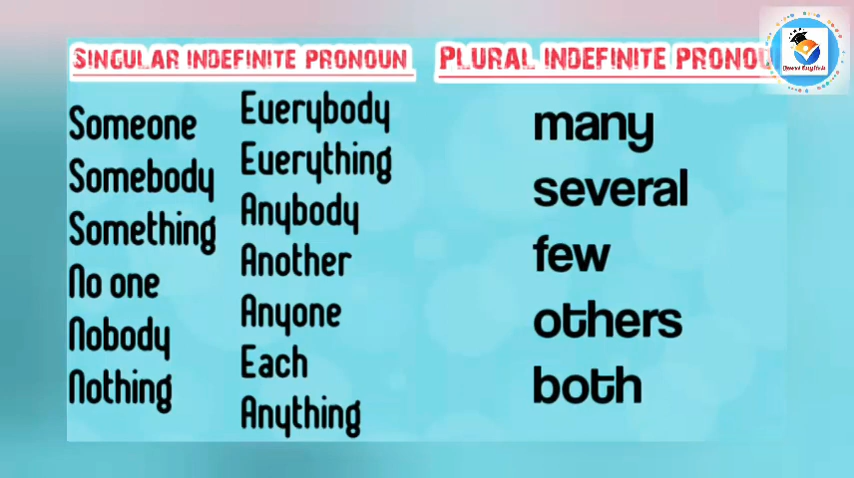 SINGULAR INDEFINITE PRONOUN
Someone
Somebody
Something
No one
Nobody
Nothing
Everybody
Everything
Anybody
Another
Anyone
Each
Anything
PLURAL INDEFINITE PRONOU
many
several
few
others
both